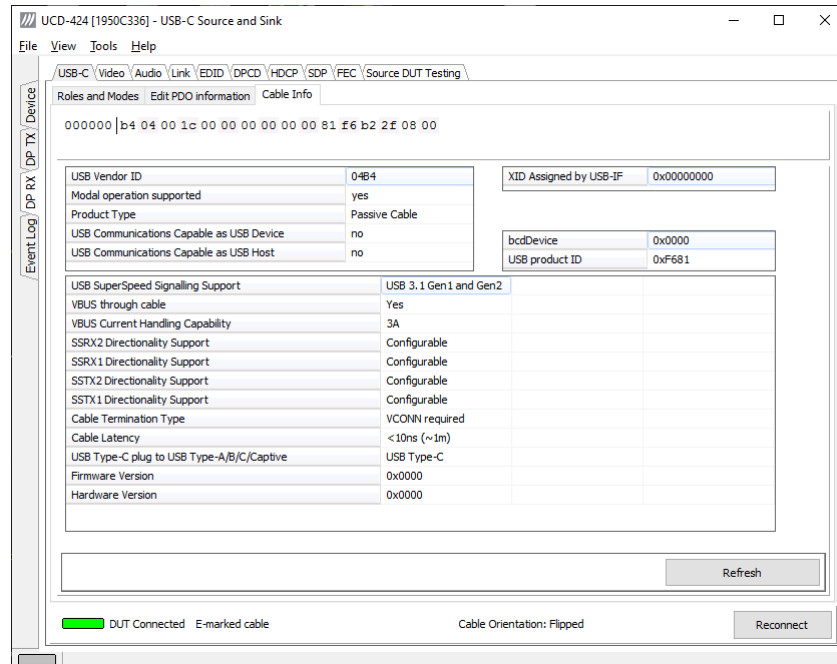 UCD-424 [1950C336] - USB-C Source and Sink
File View Tools Help
USB-C Video Audio Link EDID DPCD HDCP SDP FEC Source DUT Testing
Roles and Modes Edit PDO information Cable Info
Device
DP TX
DP RX
Event Log
000000 b4 04 00 1c 00 00 00 00 00 00 81 f6 b2 2f 08 00
USB Vendor ID 04B4
Modal operation supported yes
Product Type Passive Cable
USB Communications Capable as USB Device no
USB Communications Capable as USB Host no
XID Assigned by USB-IF 0x00000000
bcdDevice 0x0000
USB product ID 0xF681
USB SuperSpeed Signalling Support USB 3.1 Gen1 and Gen2
VBUS through cable Yes
VBUS Current Handling Capability 3A
SSRX2 Directionality Support Configurable
SSRX1 Directionality Support Configurable
SSTX2 Directionality Support Configurable
SSTX1 Directionality Support Configurable
Cable Termination Type VCONN required
Cable Latency <10ns (~1m)
USB Type-C plug to USB Type-A/B/C/Captive USB Type-C
Firmware Version 0x0000
Hardware Version 0x0000
Refresh
DUT Connected E-marked cable Cable Orientation: Flipped Reconnect